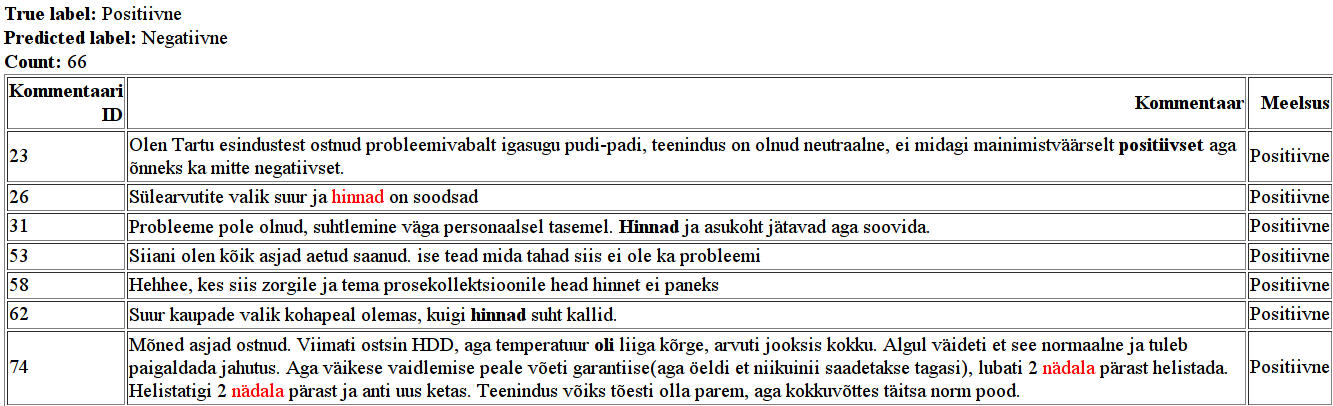 True label: Positiivne
Predicted label: Negatiivne
Count: 66
Kommentaari ID Kommentaar Meelsus
23 Olen Tartu esindustest ostnud probleemivabalt igasugu pudi-padi, teenindus on olnud neutraalne, ei midagi mainimistväärselt positiivset aga õnneks ka mitte negatiivset. Positiivne
26 Sülearvutite valik suur ja hinnad on soodsad Positiivne
31 Probleeme pole olnud, suhtlemine väga personaalsel tasemel. Hinnad ja asukoht jätavad aga soovida. Positiivne
53 Siiani olen kõik asjad aetud saanud. ise tead mida tahad siis ei ole ka probleemi Positiivne
58 Hehhee, kes siis zorgile ja tema prosekollektsioonile head hinnet ei paneks Positiivne
62 Suur kaupade valik kohapeal olemas, kuigi hinnad suht kallid. Positiivne
74 Mõned asjad ostnud. Viimati ostsin HDD, aga temperatuur oli liiga kõrge, arvuti jooksis kokku. Algul väideti et see normaalne ja tuleb paigaldada jahutus. Aga väikese vaidlemise peale võeti garantiise(aga öeldi et niikuinii saadetakse tagasi), lubati 2 nädala pärast helistada. Helistatigi 2 nädala pärast ja anti uus ketas. Teenindus võiks tõesti olla parem, aga kokkuvõttes täitsa norm pood. Positiivne